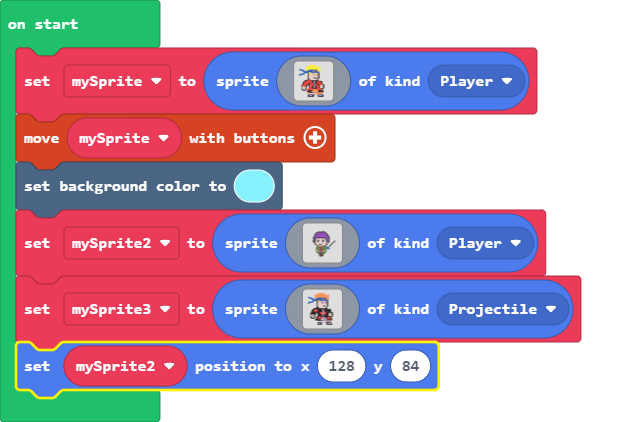 on start
set mySprite to sprite of kind Player
move mySprite with buttons
set background color to
set mySprite2 to sprite of kind Player
set mySprite3 to sprite of kind Projectile
set mySprite2 position to x 128 y 84